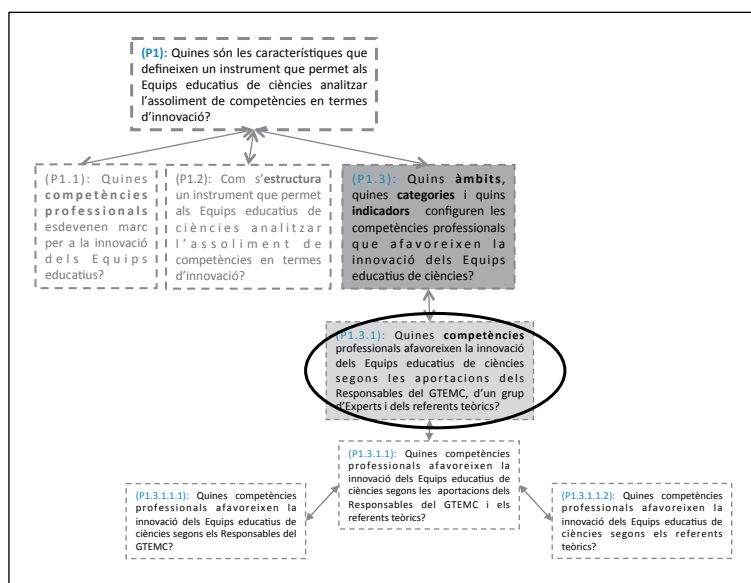 (P1): Quines són les característiques que
defineixen un instrument que permet als
Equips educatius de ciències analitzar
l'assoliment de competències en termes
d'innovació?
(P1.1): Quines
competències
professionals
esdevenen marc
per a la innovació
dels Equips
educatius?
(P1.2): Com s'estructura
un instrument que permet
als Equips educatius de
ciències analitzar
l'assoliment de
competències en termes
d'innovació?
(P1.3): Quins àmbits,
quines categories i quins
indicadors configuren les
competències professionals
que afavoreixen la
innovació dels Equips
educatius de ciències?
(P1.3.1): Quines competències
professionals afavoreixen la innovació
dels Equips educatius de ciències
segons les aportacions dels
Responsables del GTEMC, d'un grup
d'Experts i dels referents teòrics?
(P1.3.1.1): Quines competències
professionals afavoreixen la
innovació dels Equips educatius de
ciències segons les aportacions dels
Responsables del GTEMC i els
referents teòrics?
(P1.3.1.1.1): Quines competències
professionals afavoreixen la
innovació dels Equips educatius de
ciències segons els Responsables del
GTEMC?
(P1.3.1.1.2): Quines competències
professionals afavoreixen la
innovació dels Equips educatius de
ciències segons els referents
teòrics?